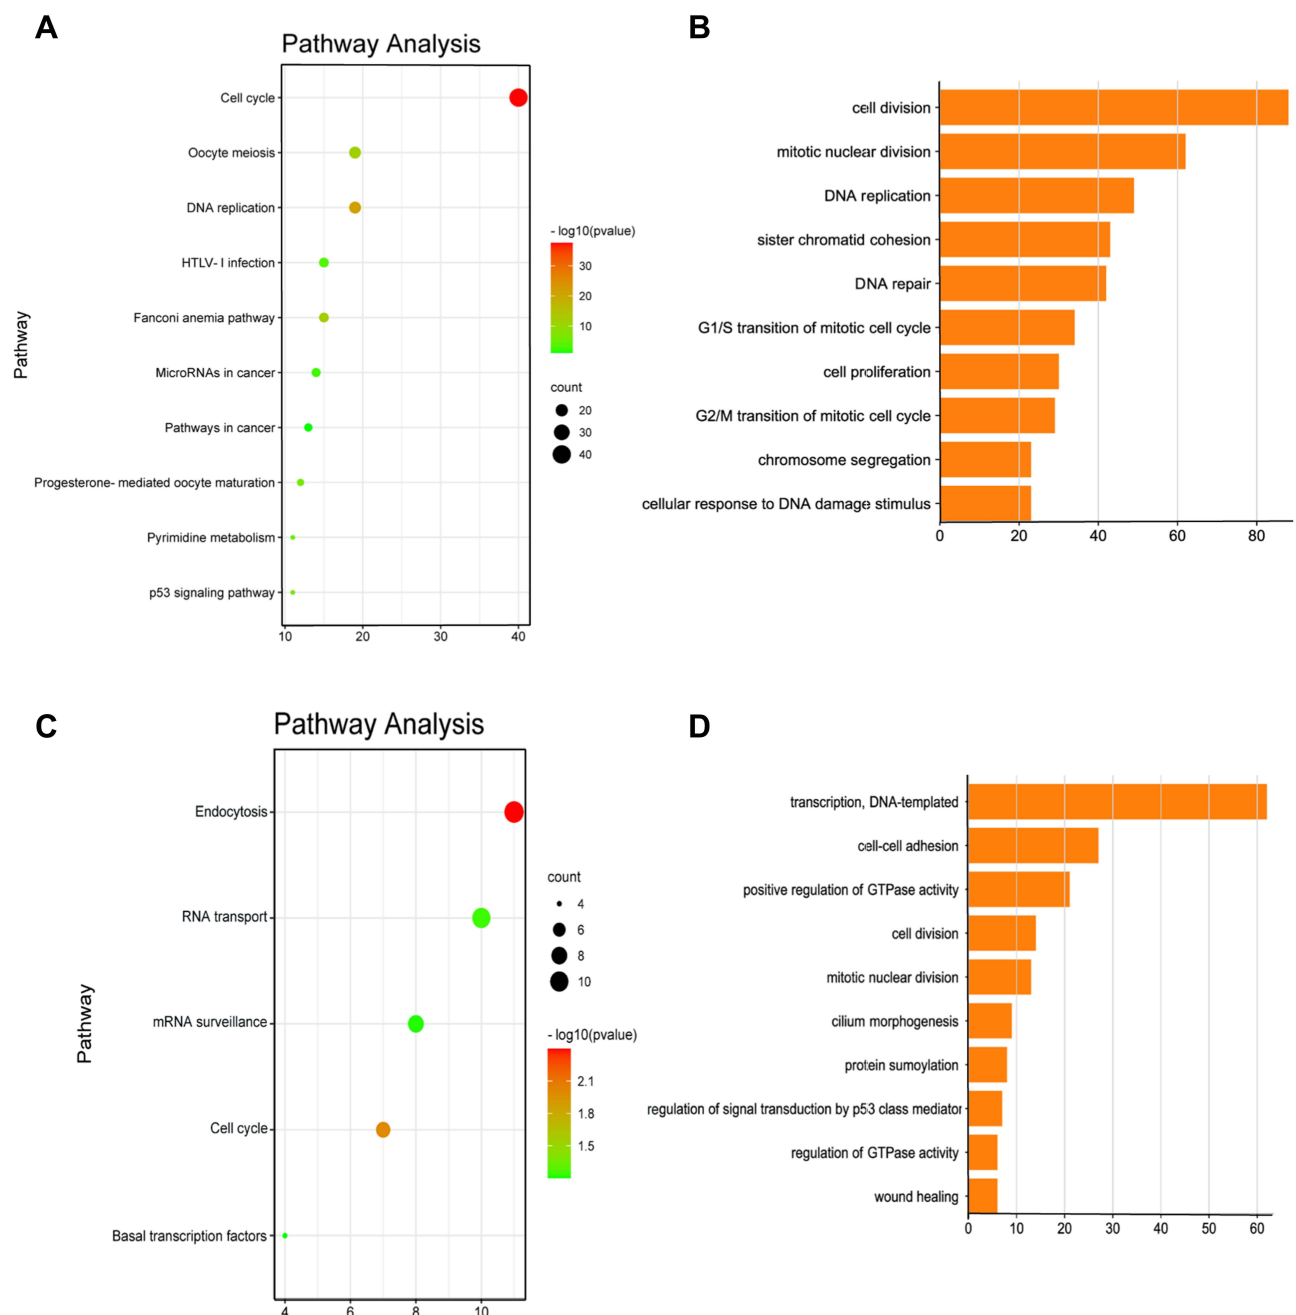 A
Pathway Analysis
Pathway
Cell cycle
Oocyte meiosis
DNA replication
HTLV- I infection
Fanconi anemia pathway
MicroRNAs in cancer
Pathways in cancer
Progesterone- mediated oocyte maturation
Pyrimidine metabolism
p53 signaling pathway
10 20 30 40
- log10(pvalue)
30
20
10
count
20
30
40
B
cell division
mitotic nuclear division
DNA replication
sister chromatid cohesion
DNA repair
G1/S transition of mitotic cell cycle
cell proliferation
G2/M transition of mitotic cell cycle
chromosome segregation
cellular response to DNA damage stimulus
0 20 40 60 80
C
Pathway Analysis
Pathway
Endocytosis
RNA transport
mRNA surveillance
Cell cycle
Basal transcription factors
4 6 8 10
count
4
6
8
10
- log10(pvalue)
2.1
1.8
1.5
D
transcription, DNA-templated
cell-cell adhesion
positive regulation of GTPase activity
cell division
mitotic nuclear division
cilium morphogenesis
protein sumoylation
regulation of signal transduction by p53 class mediator
regulation of GTPase activity
wound healing
0 10 20 30 40 50 60